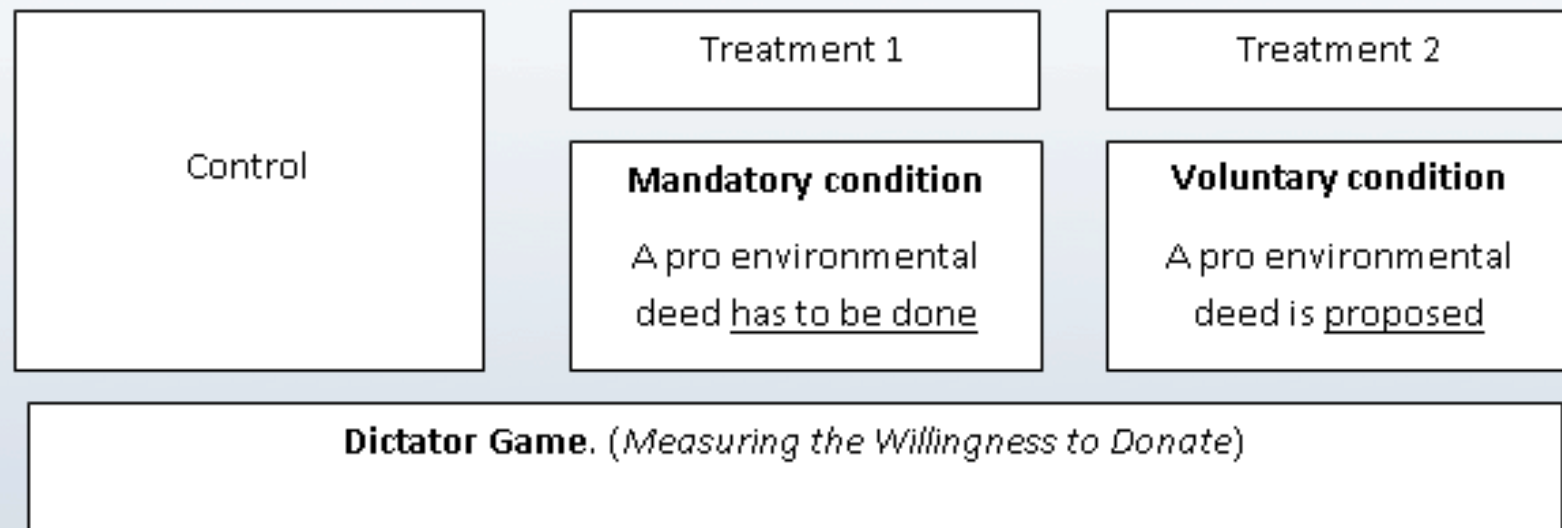 Control
Treatment 1
Mandatory condition
A pro environmental
deed has to be done
Treatment 2
Voluntary condition
A pro environmental
deed is proposed
Dictator Game. (Measuring the Willingness to Donate)